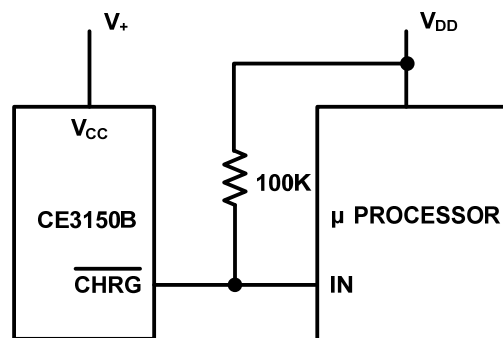 V+
VDD
VCC
100K
CE3150B
µ PROCESSOR
CHRG
IN